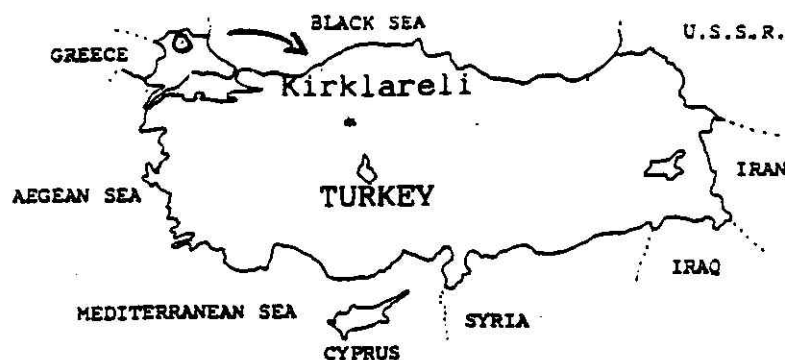 BLACK SEA
U.S.S.R.
GREECE
Kirklareli
IRAN
AEGEAN SEA
TURKEY
IRAQ
MEDITERRANEAN SEA
SYRIA
CYPRUS